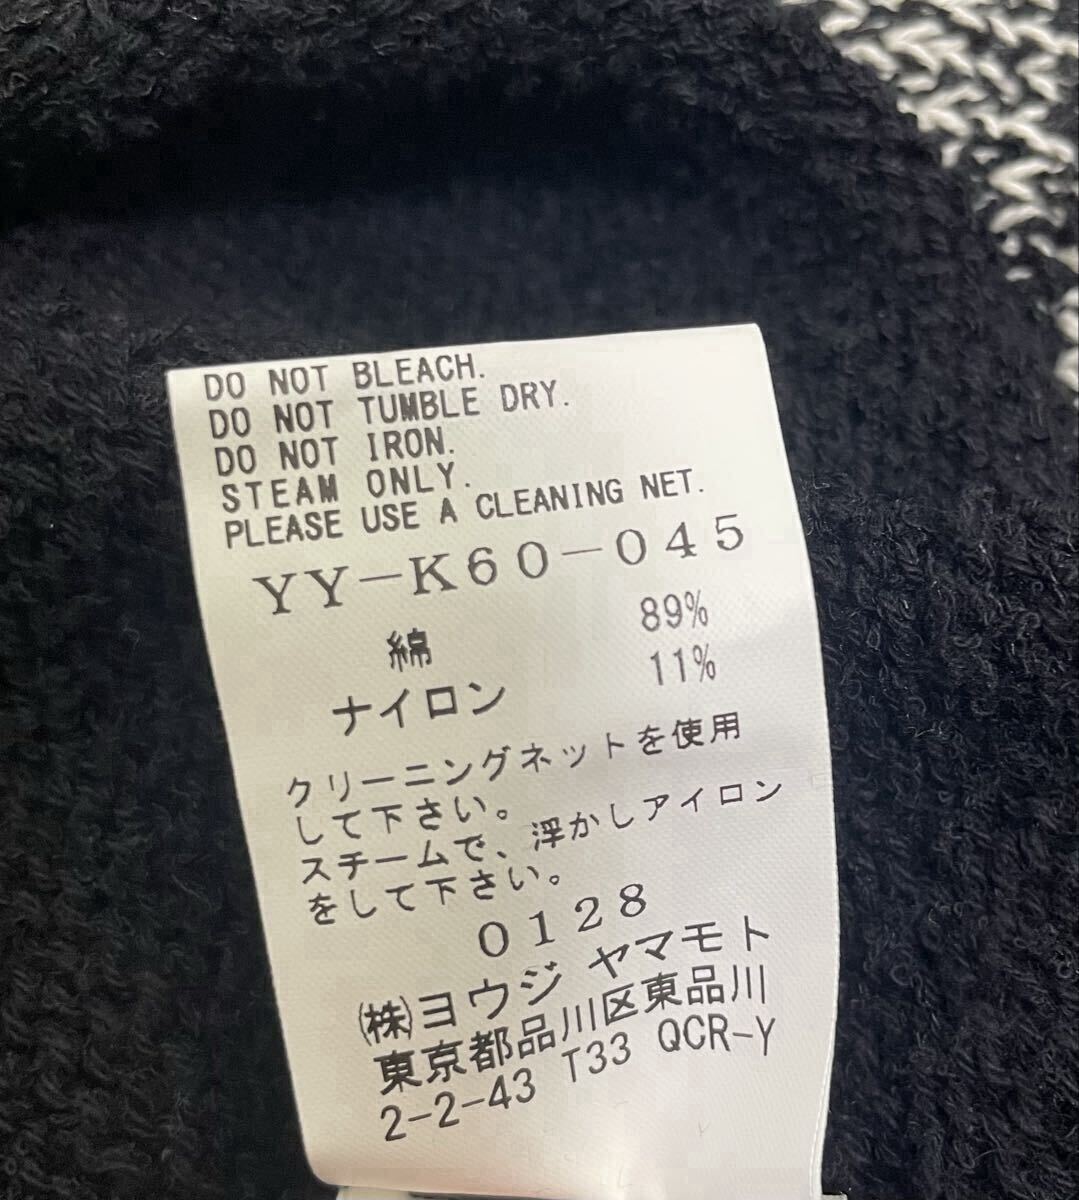 DO NOT BLEACH.
DO NOT TUMBLE DRY.
DO NOT IRON.
STEAM ONLY.
PLEASE USE A CLEANING NET.
YY-K60-045
綿 89%
ナイロン 11%
クリーニングネットを使用
して下さい。
スチームで、浮かしアイロン
をして下さい。
0128
(株)ヨウジ ヤマモト
東京都品川区東品川
2-2-43 T33 QCR-Y